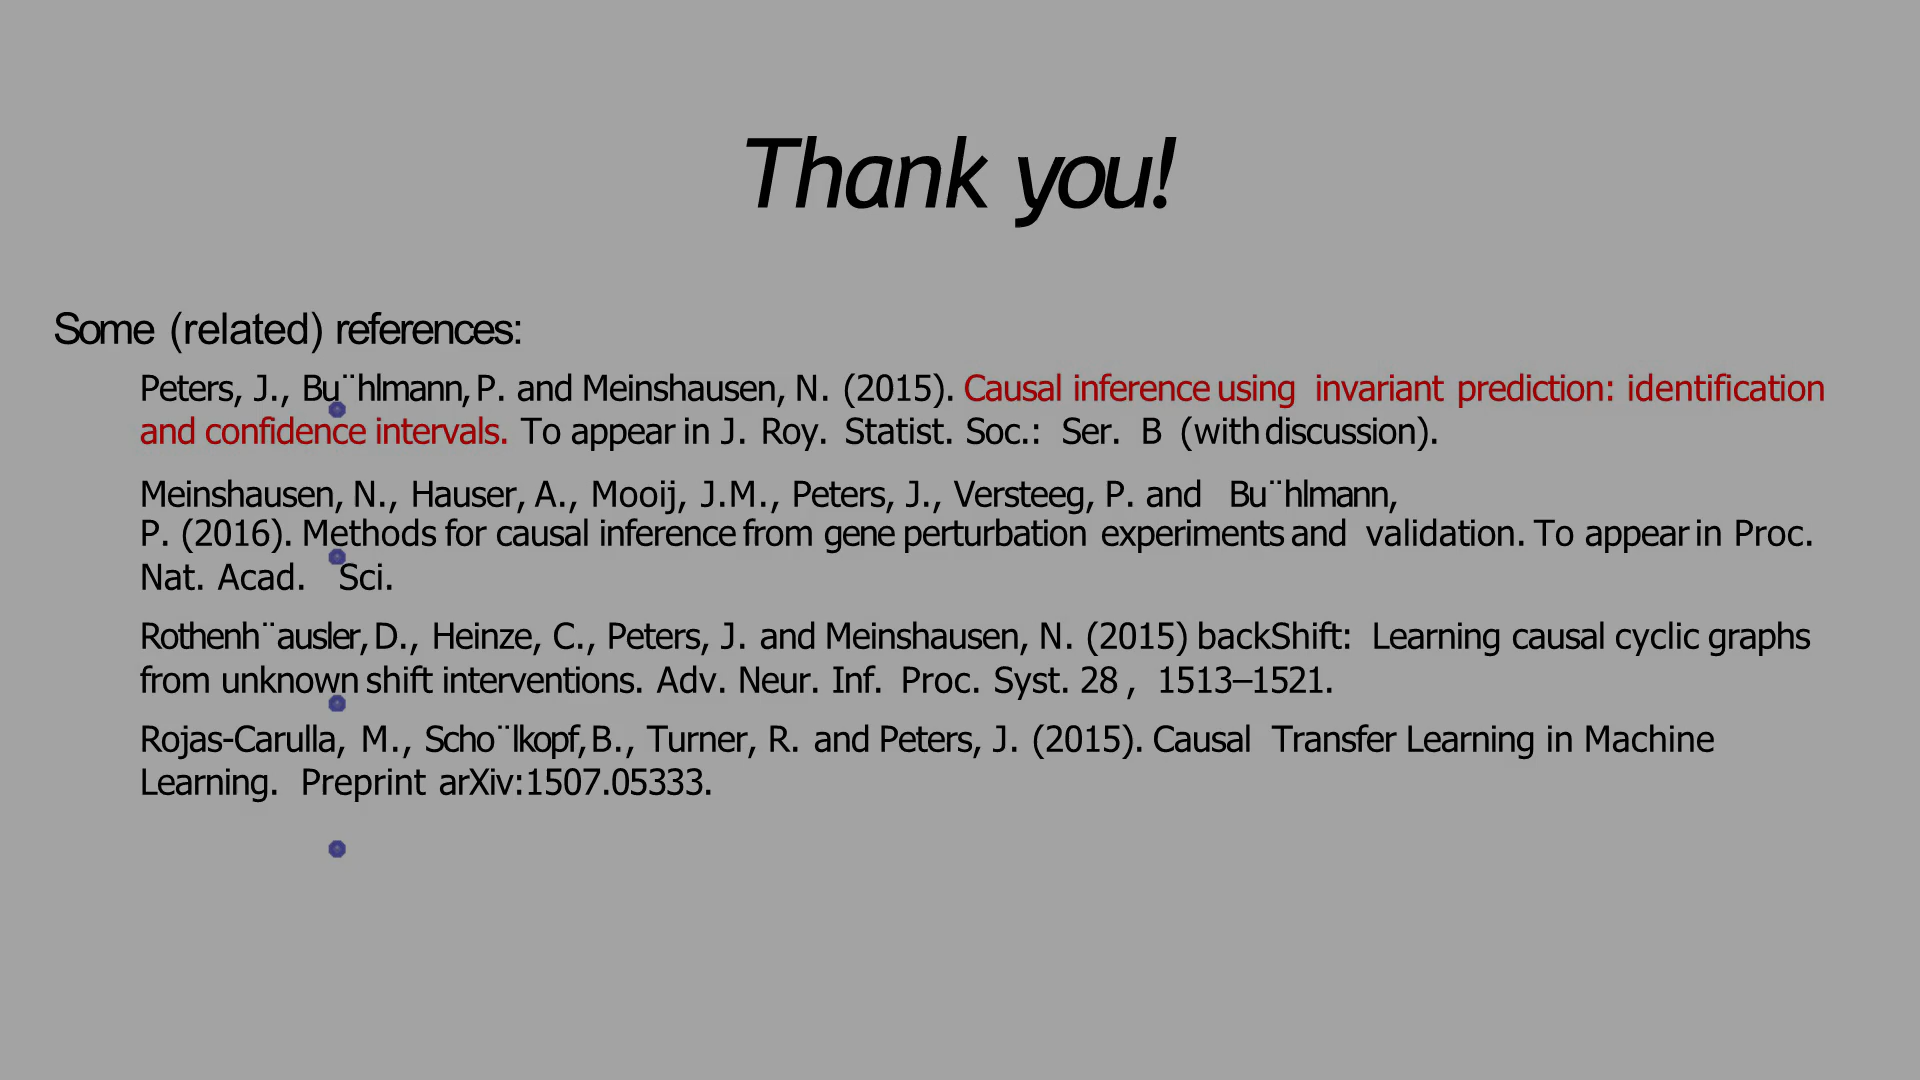 Thank you!
Some (related) references:
Peters, J., Bu¨hlmann, P. and Meinshausen, N. (2015). Causal inference using invariant prediction: identification
and confidence intervals. To appear in J. Roy. Statist. Soc.: Ser. B (with discussion).
Meinshausen, N., Hauser, A., Mooij, J.M., Peters, J., Versteeg, P. and Bu¨hlmann,
P. (2016). Methods for causal inference from gene perturbation experiments and validation. To appear in Proc.
Nat. Acad. Sci.
Rothenh¨ausler, D., Heinze, C., Peters, J. and Meinshausen, N. (2015) backShift: Learning causal cyclic graphs
from unknown shift interventions. Adv. Neur. Inf. Proc. Syst. 28 , 1513–1521.
Rojas-Carulla, M., Scho¨lkopf, B., Turner, R. and Peters, J. (2015). Causal Transfer Learning in Machine
Learning. Preprint arXiv:1507.05333.